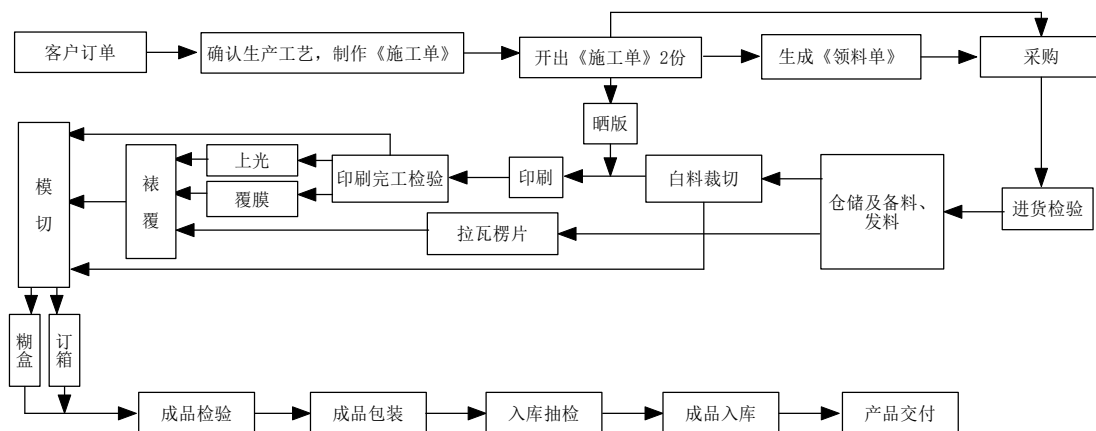 客户订单
确认生产工艺，制作《施工单》
开出《施工单》2份
生成《领料单》
采购
晒版
模
切
裱
覆
上光
覆膜
印刷完工检验
印刷
白料裁切
拉瓦楞片
仓储及备料、
发料
进货检验
糊
盒
订
箱
成品检验
成品包装
入库抽检
成品入库
产品交付